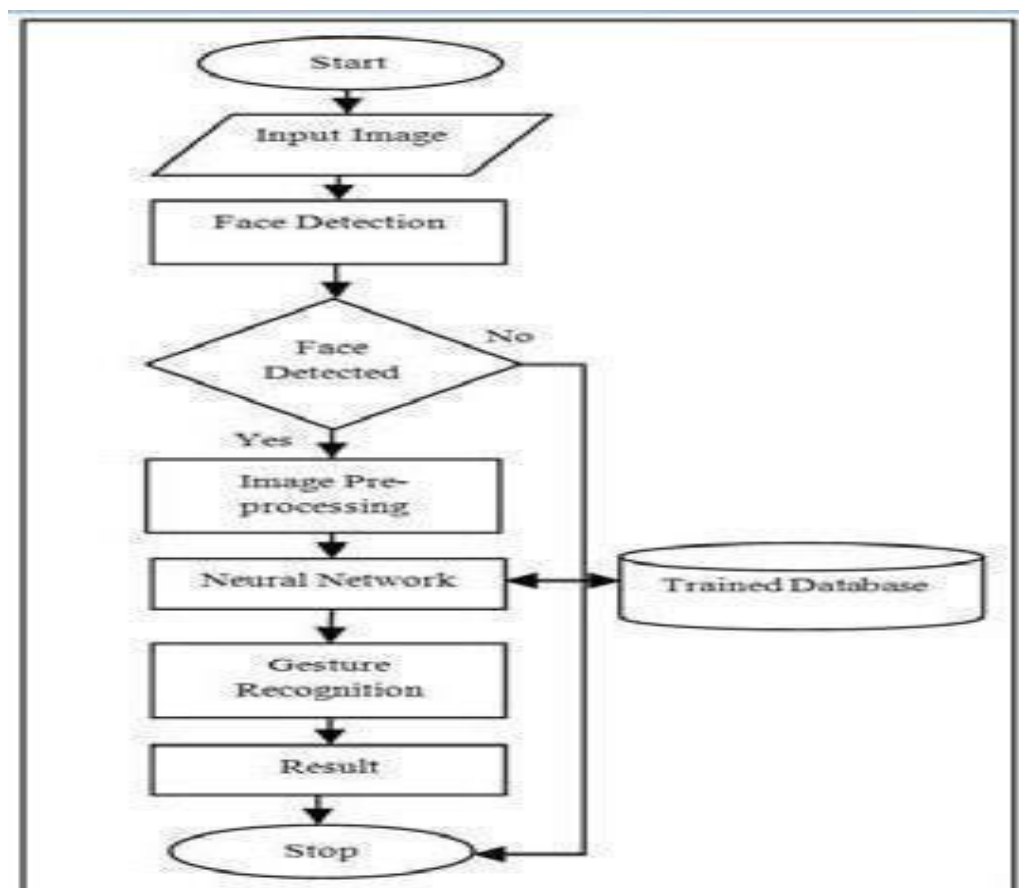 Start
Input Image
Face Detection
Face
Detected
No
Yes
Image Pre-
processing
Neural Network
Trained Database
Gesture
Recognition
Result
Stop